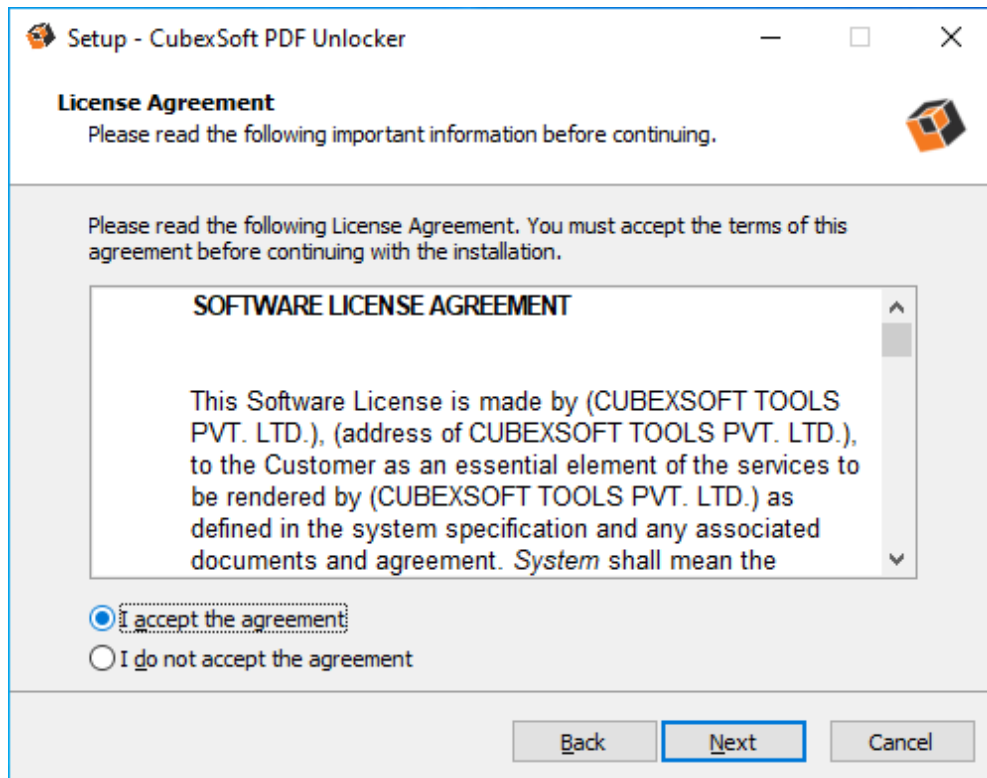 Setup - CubexSoft PDF Unlocker
License Agreement
Please read the following important information before continuing.
Please read the following License Agreement. You must accept the terms of this
agreement before continuing with the installation.
SOFTWARE LICENSE AGREEMENT
This Software License is made by (CUBEXSOFT TOOLS
PVT. LTD.), (address of CUBEXSOFT TOOLS PVT. LTD.),
to the Customer as an essential element of the services to
be rendered by (CUBEXSOFT TOOLS PVT. LTD.) as
defined in the system specification and any associated
documents and agreement. System shall mean the
I accept the agreement
I do not accept the agreement
Back Next Cancel